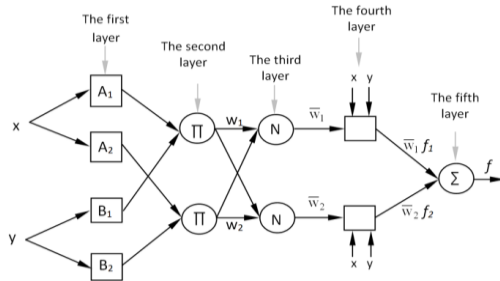 The first
layer
The second
layer
The third
layer
The fourth
layer
The fifth
layer
x
y
A₁
A₂
B₁
B₂
∏
∏
w₁
w₂
N
N
w̅₁
w̅₂
x y
x y
w̅₁ f₁
w̅₂ f₂
Σ
f